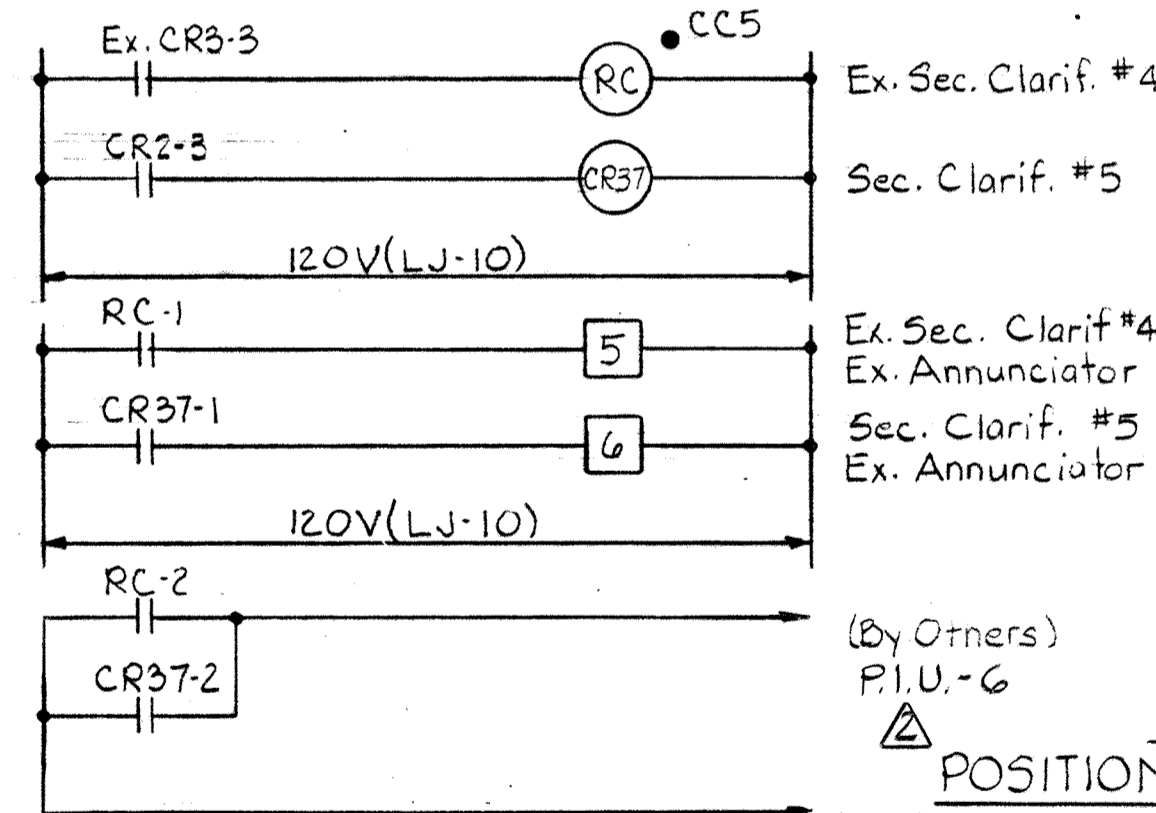 Ex. CR3-3
CC5
RC
Ex. Sec. Clarif. #4
CR2-3
CR37
Sec. Clarif. #5
120V(LJ-10)
RC-1
5
Ex. Sec. Clarif #4
Ex. Annunciator
CR37-1
6
Sec. Clarif. #5
Ex. Annunciator
120V(LJ-10)
RC-2
(By Others)
CR37-2
P.I.U.-6
2
POSITION